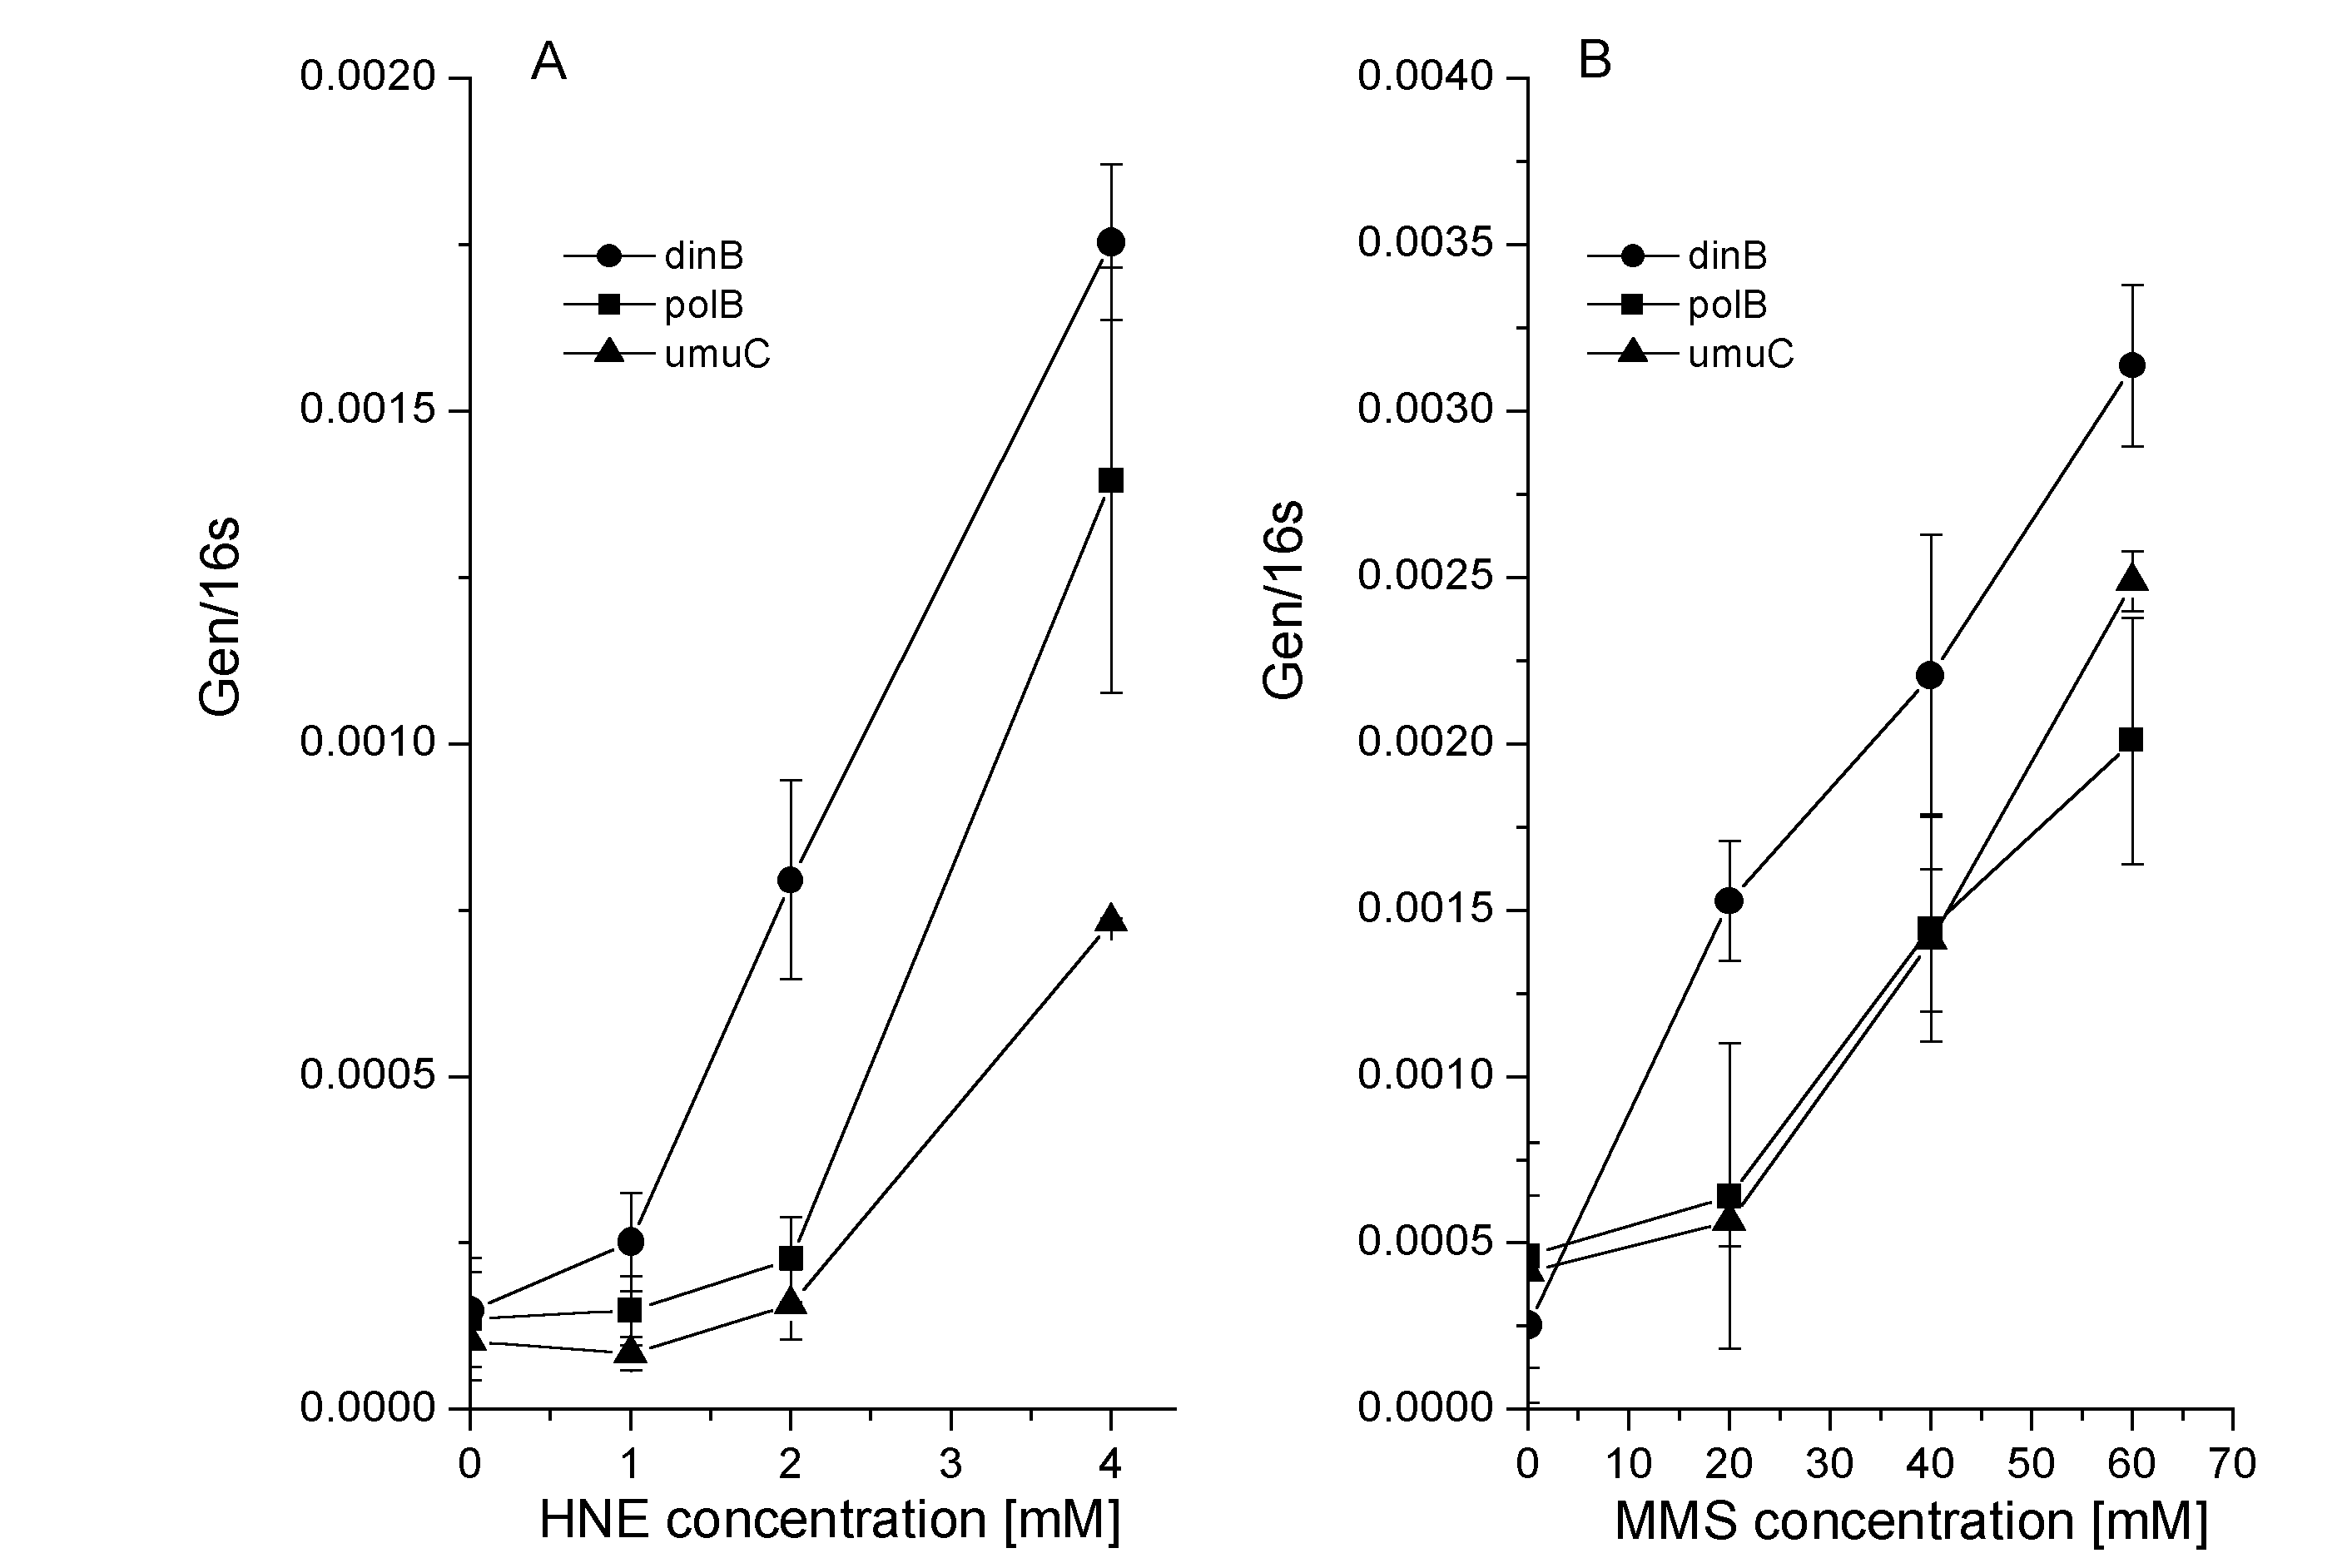 A
0.0020
0.0015
0.0010
0.0005
0.0000
Gen/16s
dinB
polB
umuC
0
1
2
3
4
HNE concentration [mM]
B
0.0040
0.0035
0.0030
0.0025
0.0020
0.0015
0.0010
0.0005
0.0000
Gen/16s
dinB
polB
umuC
0
10
20
30
40
50
60
70
MMS concentration [mM]